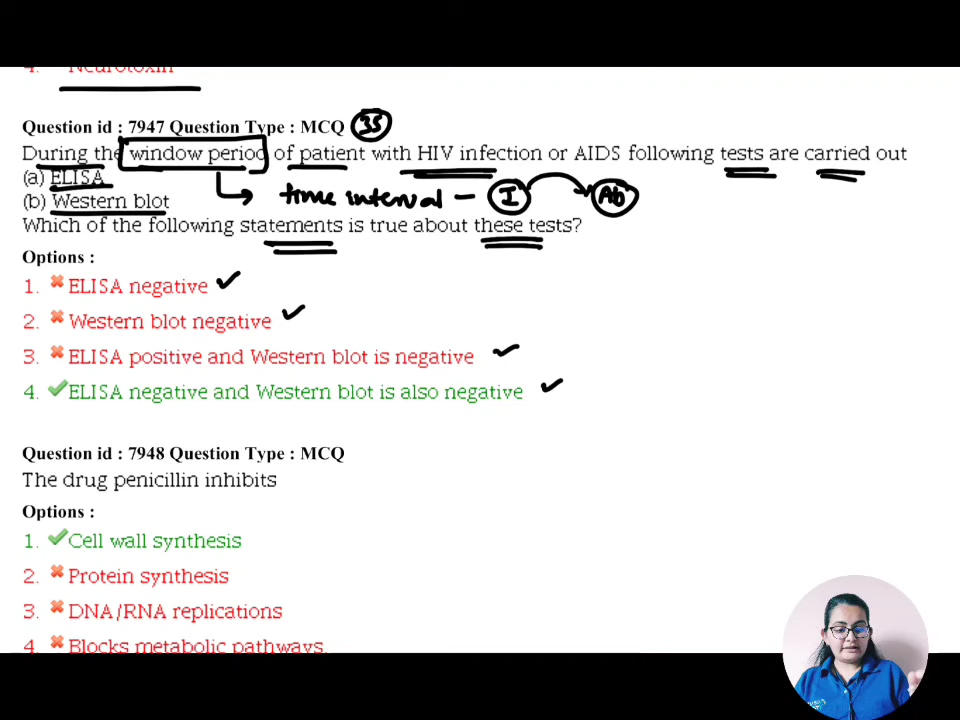 4. Neurotoxin
Question id : 7947 Question Type : MCQ 35
During the window period of patient with HIV infection or AIDS following tests are carried out
(a) ELISA
time interval - I Ab
(b) Western blot
Which of the following statements is true about these tests?
Options :
1. ELISA negative
2. Western blot negative
3. ELISA positive and Western blot is negative
4. ELISA negative and Western blot is also negative
Question id : 7948 Question Type : MCQ
The drug penicillin inhibits
Options :
1. Cell wall synthesis
2. Protein synthesis
3. DNA/RNA replications
4. Blocks metabolic pathways.